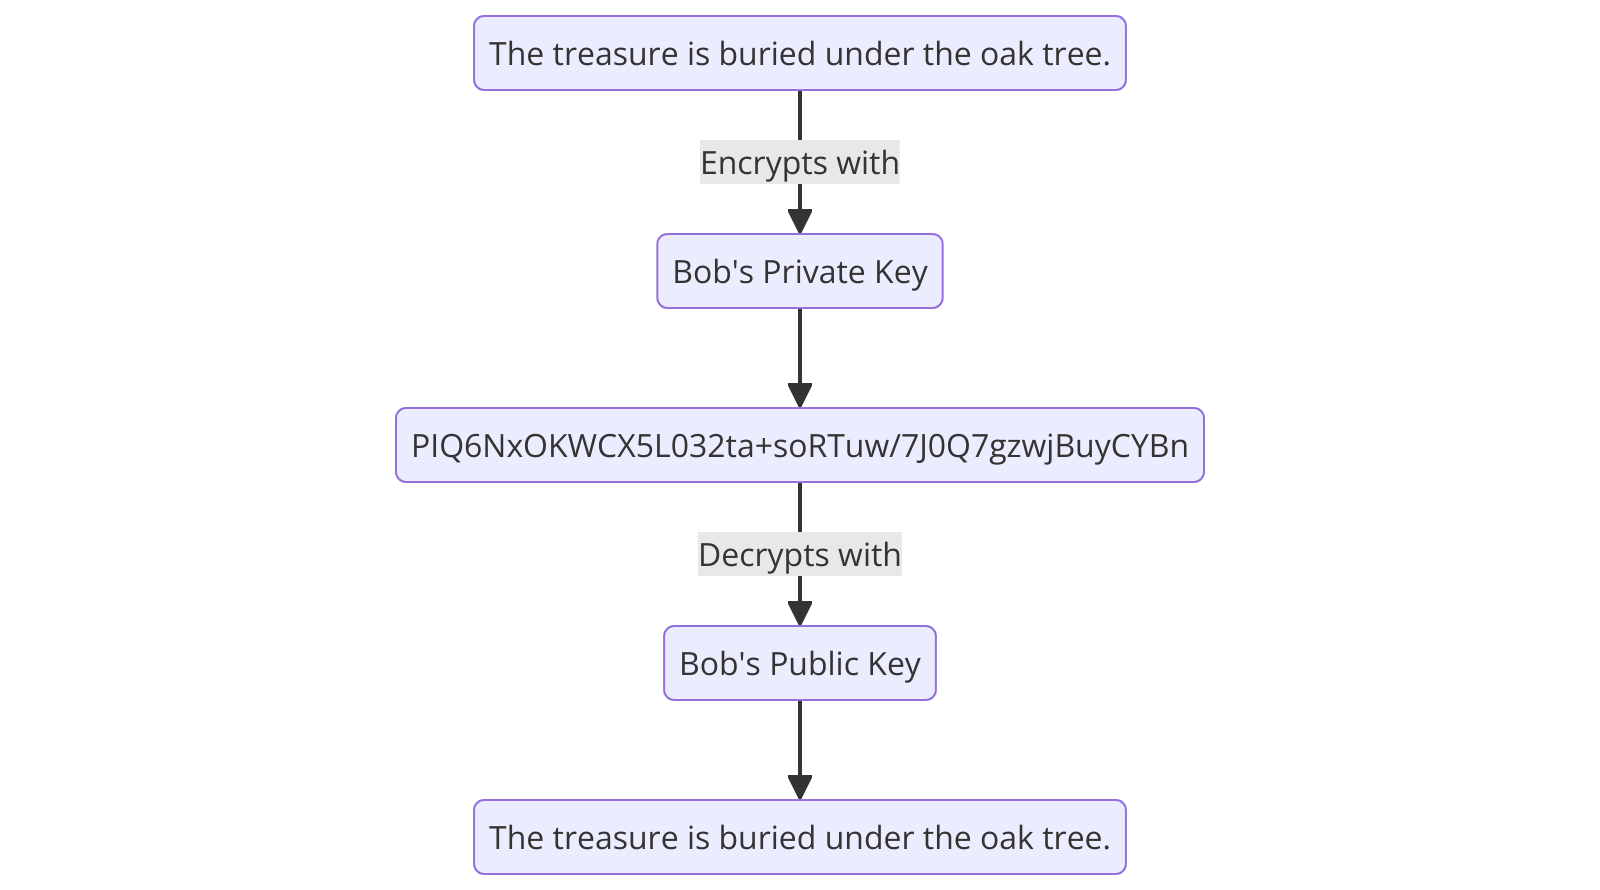 The treasure is buried under the oak tree.
Encrypts with
Bob's Private Key
PIQ6NxOKWCX5L032ta+soRTuw/7J0Q7gzwjBuyCYBn
Decrypts with
Bob's Public Key
The treasure is buried under the oak tree.